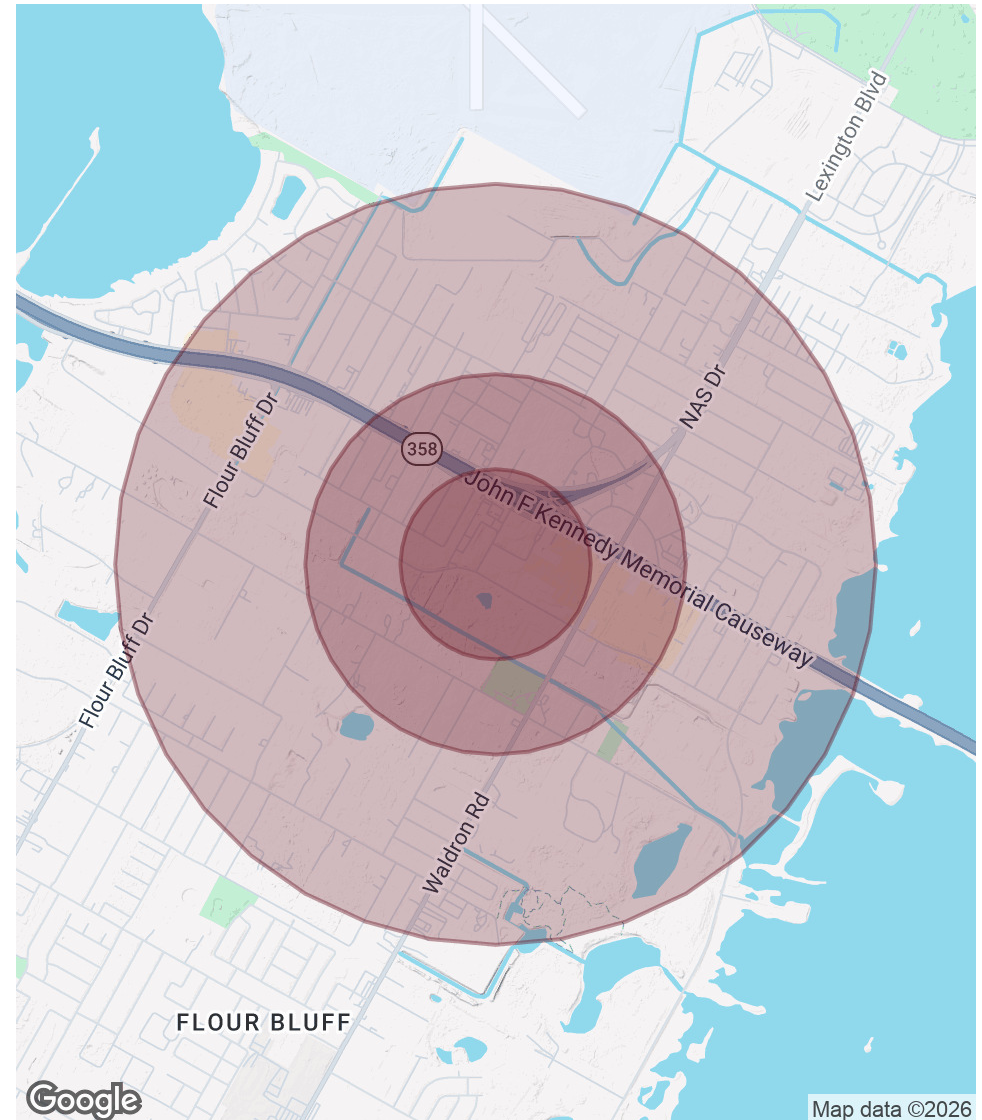 Lexington Blvd
NAS Dr
Flour Bluff Dr
358
John F Kennedy Memorial Causeway
Flour Bluff Dr
Waldron Rd
FLOUR BLUFF
Google
Map data ©2026